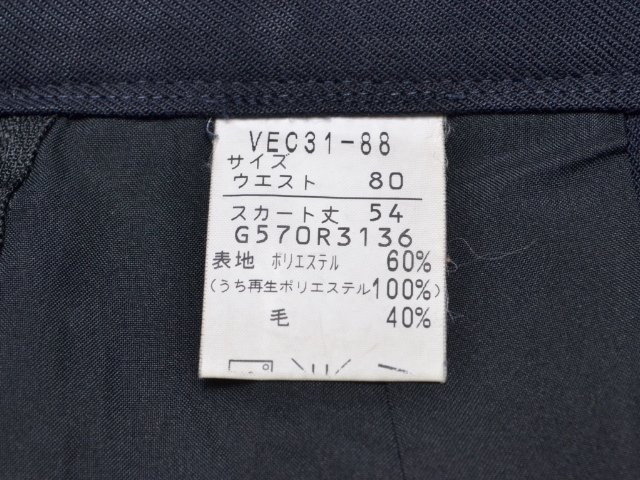 VEC31-88
サイズ
ウエスト 80
スカート丈 54
G570R3136
表地 ポリエステル 60%
(うち再生ポリエステル100%)
毛 40%